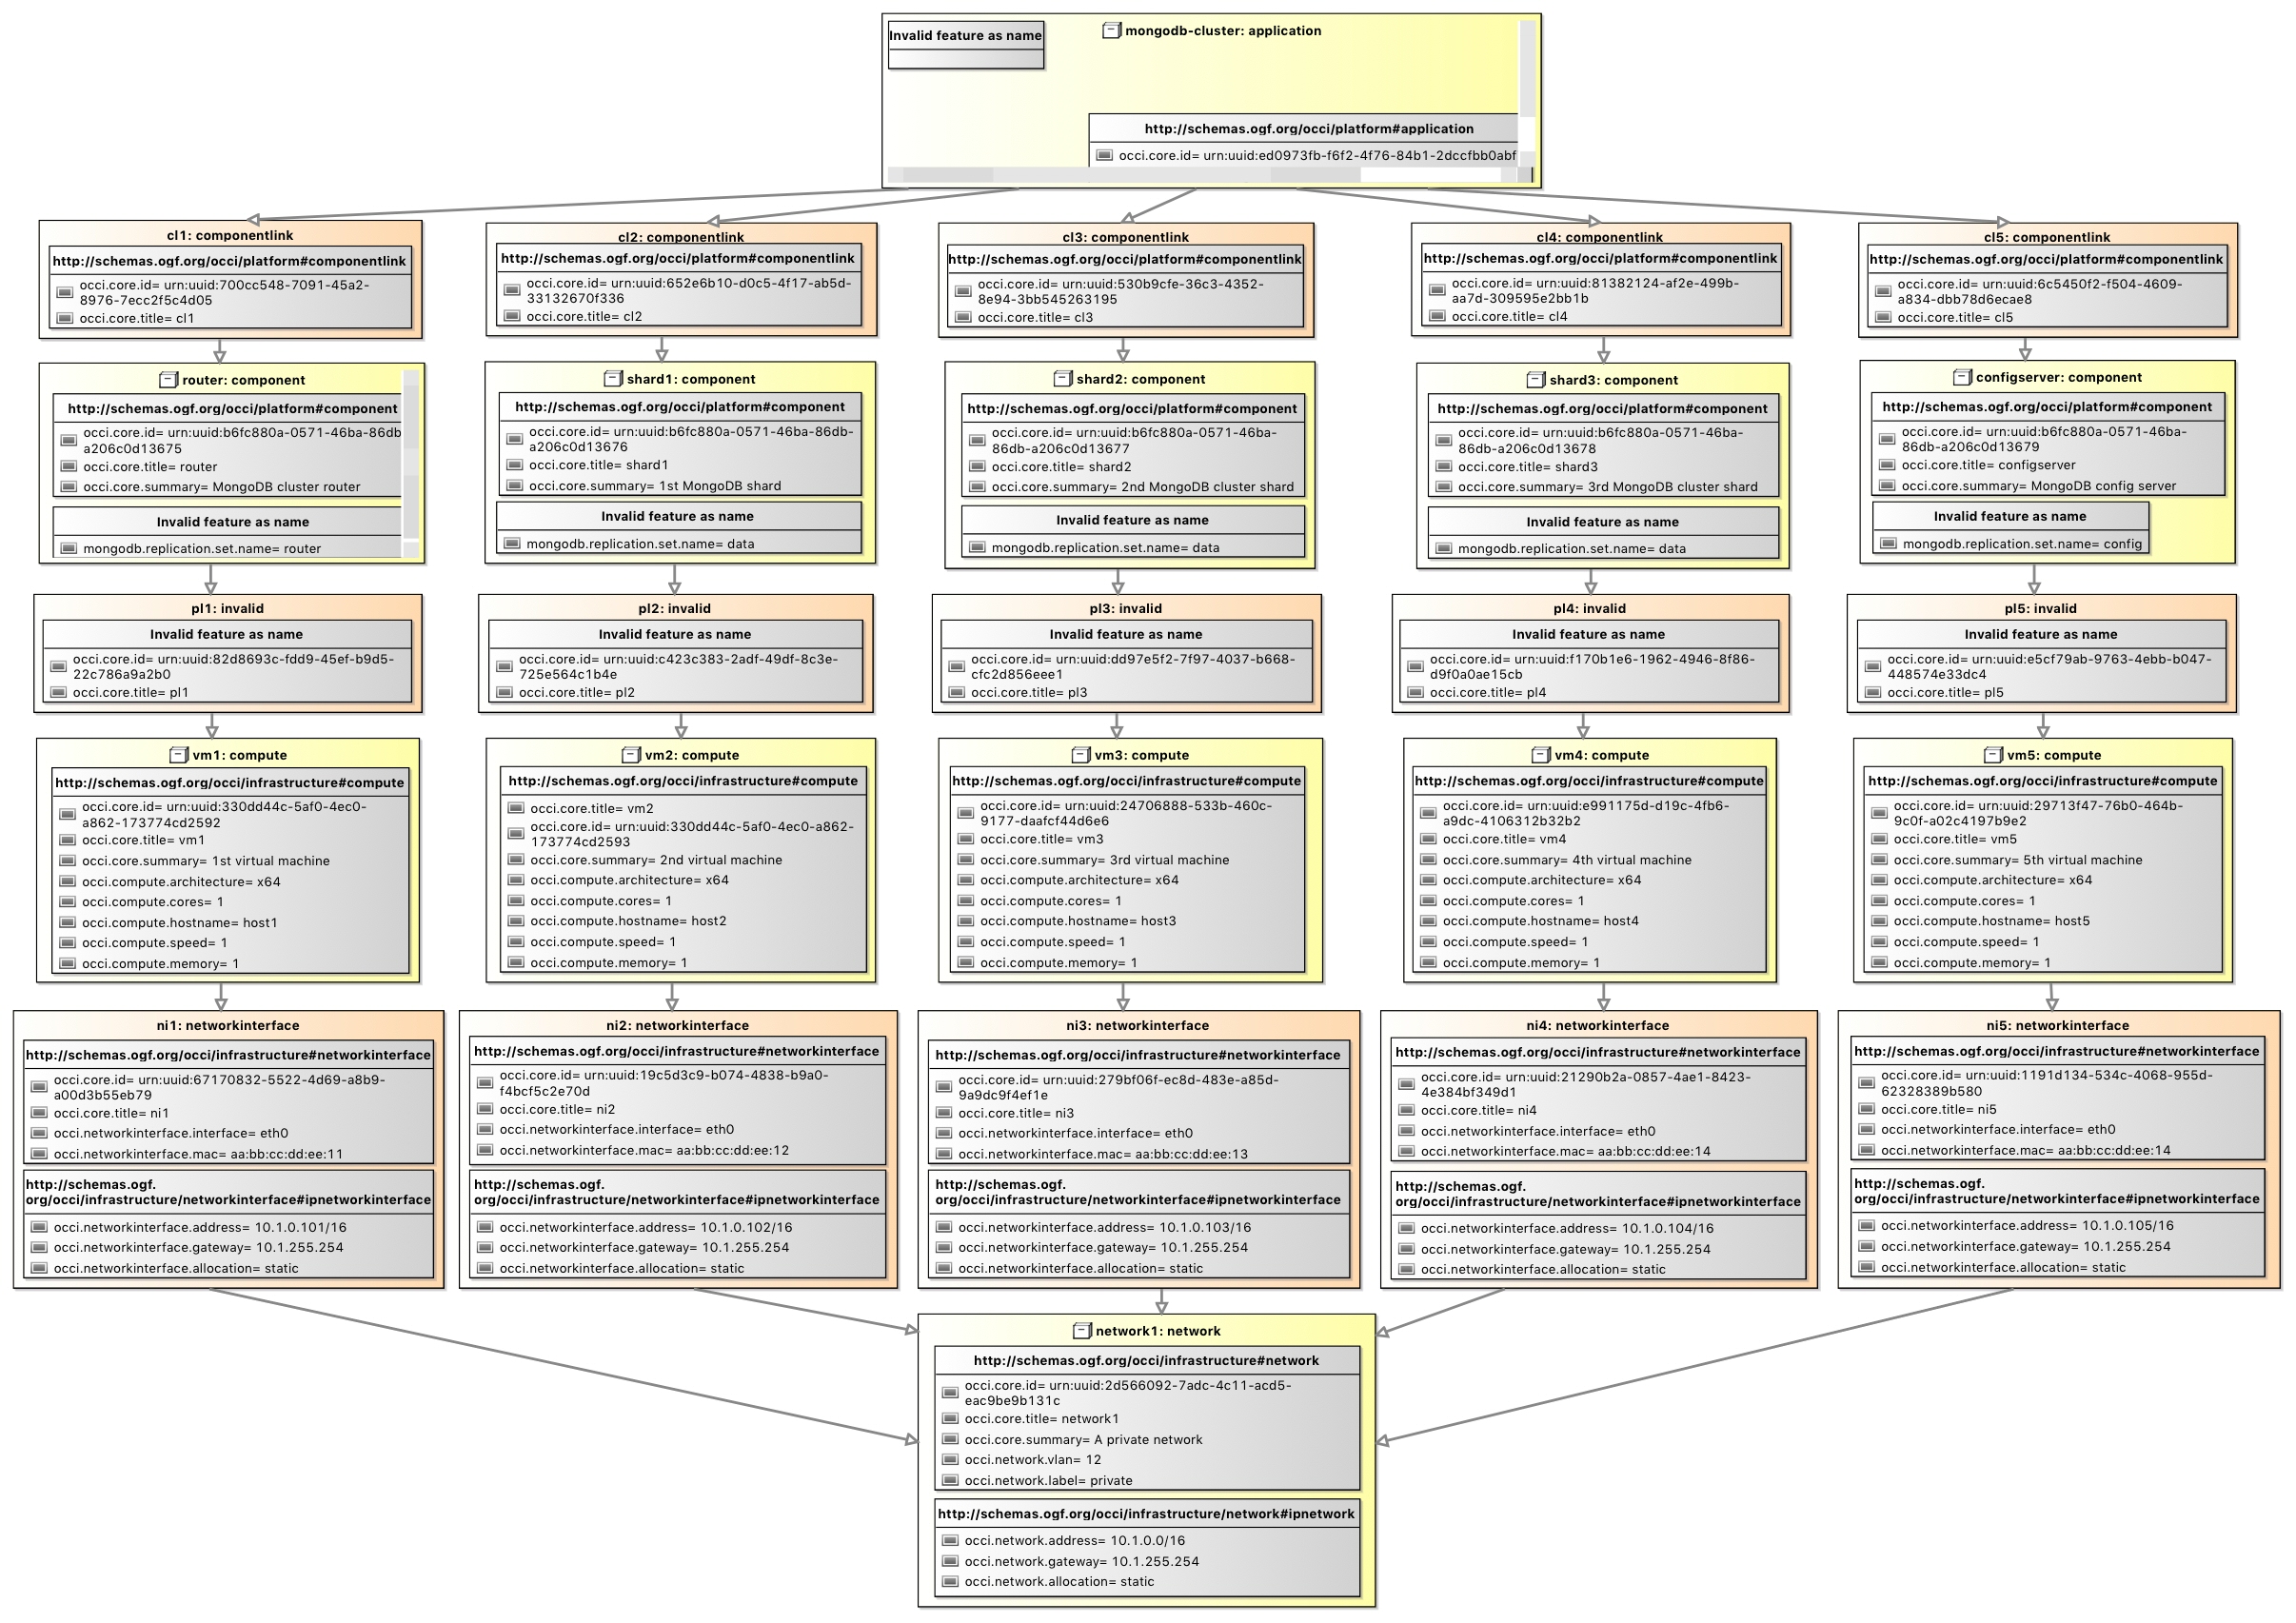 Invalid feature as name
mongodb-cluster: application
http://schemas.ogf.org/occi/platform#application
occi.core.id= urn:uuid:ed0973fb-f6f2-4f76-84b1-2dccfbb0abf
cl1: componentlink
http://schemas.ogf.org/occi/platform#componentlink
occi.core.id= urn:uuid:700cc548-7091-45a2-
8976-7ecc2f5c4d05
occi.core.title= cl1
cl2: componentlink
http://schemas.ogf.org/occi/platform#componentlink
occi.core.id= urn:uuid:652e6b10-d0c5-4f17-ab5d-
33132670f336
occi.core.title= cl2
cl3: componentlink
http://schemas.ogf.org/occi/platform#componentlink
occi.core.id= urn:uuid:530b9cfe-36c3-4352-
8e94-3bb545263195
occi.core.title= cl3
cl4: componentlink
http://schemas.ogf.org/occi/platform#componentlink
occi.core.id= urn:uuid:81382124-af2e-499b-
aa7d-309595e2bb1b
occi.core.title= cl4
cl5: componentlink
http://schemas.ogf.org/occi/platform#componentlink
occi.core.id= urn:uuid:6c5450f2-f504-4609-
a834-dbb78d6ecae8
occi.core.title= cl5
router: component
http://schemas.ogf.org/occi/platform#component
occi.core.id= urn:uuid:b6fc880a-0571-46ba-86db
a206c0d13675
occi.core.title= router
occi.core.summary= MongoDB cluster router
Invalid feature as name
mongodb.replication.set.name= router
shard1: component
http://schemas.ogf.org/occi/platform#component
occi.core.id= urn:uuid:b6fc880a-0571-46ba-86db-
a206c0d13676
occi.core.title= shard1
occi.core.summary= 1st MongoDB shard
Invalid feature as name
mongodb.replication.set.name= data
shard2: component
http://schemas.ogf.org/occi/platform#component
occi.core.id= urn:uuid:b6fc880a-0571-46ba-
86db-a206c0d13677
occi.core.title= shard2
occi.core.summary= 2nd MongoDB cluster shard
Invalid feature as name
mongodb.replication.set.name= data
shard3: component
http://schemas.ogf.org/occi/platform#component
occi.core.id= urn:uuid:b6fc880a-0571-46ba-
86db-a206c0d13678
occi.core.title= shard3
occi.core.summary= 3rd MongoDB cluster shard
Invalid feature as name
mongodb.replication.set.name= data
configserver: component
http://schemas.ogf.org/occi/platform#component
occi.core.id= urn:uuid:b6fc880a-0571-46ba-
86db-a206c0d13679
occi.core.title= configserver
occi.core.summary= MongoDB config server
Invalid feature as name
mongodb.replication.set.name= config
pl1: invalid
Invalid feature as name
occi.core.id= urn:uuid:82d8693c-fdd9-45ef-b9d5-
22c786a9a2b0
occi.core.title= pl1
pl2: invalid
Invalid feature as name
occi.core.id= urn:uuid:c423c383-2adf-49df-8c3e-
725e564c1b4e
occi.core.title= pl2
pl3: invalid
Invalid feature as name
occi.core.id= urn:uuid:dd97e5f2-7f97-4037-b668-
cfc2d856eee1
occi.core.title= pl3
pl4: invalid
Invalid feature as name
occi.core.id= urn:uuid:f170b1e6-1962-4946-8f86-
d9f0a0ae15cb
occi.core.title= pl4
pl5: invalid
Invalid feature as name
occi.core.id= urn:uuid:e5cf79ab-9763-4ebb-b047-
448574e33dc4
occi.core.title= pl5
vm1: compute
http://schemas.ogf.org/occi/infrastructure#compute
occi.core.id= urn:uuid:330dd44c-5af0-4ec0-
a862-173774cd2592
occi.core.title= vm1
occi.core.summary= 1st virtual machine
occi.compute.architecture= x64
occi.compute.cores= 1
occi.compute.hostname= host1
occi.compute.speed= 1
occi.compute.memory= 1
vm2: compute
http://schemas.ogf.org/occi/infrastructure#compute
occi.core.title= vm2
occi.core.id= urn:uuid:330dd44c-5af0-4ec0-a862-
173774cd2593
occi.core.summary= 2nd virtual machine
occi.compute.architecture= x64
occi.compute.cores= 1
occi.compute.hostname= host2
occi.compute.speed= 1
occi.compute.memory= 1
vm3: compute
http://schemas.ogf.org/occi/infrastructure#compute
occi.core.id= urn:uuid:24706888-533b-460c-
9177-daafcf44d6e6
occi.core.title= vm3
occi.core.summary= 3rd virtual machine
occi.compute.architecture= x64
occi.compute.cores= 1
occi.compute.hostname= host3
occi.compute.speed= 1
occi.compute.memory= 1
vm4: compute
http://schemas.ogf.org/occi/infrastructure#compute
occi.core.id= urn:uuid:e991175d-d19c-4fb6-
a9dc-4106312b32b2
occi.core.title= vm4
occi.core.summary= 4th virtual machine
occi.compute.architecture= x64
occi.compute.cores= 1
occi.compute.hostname= host4
occi.compute.speed= 1
occi.compute.memory= 1
vm5: compute
http://schemas.ogf.org/occi/infrastructure#compute
occi.core.id= urn:uuid:29713f47-76b0-464b-
9c0f-a02c4197b9e2
occi.core.title= vm5
occi.core.summary= 5th virtual machine
occi.compute.architecture= x64
occi.compute.cores= 1
occi.compute.hostname= host5
occi.compute.speed= 1
occi.compute.memory= 1
ni1: networkinterface
http://schemas.ogf.org/occi/infrastructure#networkinterface
occi.core.id= urn:uuid:67170832-5522-4d69-a8b9-
a00d3b55eb79
occi.core.title= ni1
occi.networkinterface.interface= eth0
occi.networkinterface.mac= aa:bb:cc:dd:ee:11
http://schemas.ogf.
org/occi/infrastructure/networkinterface#ipnetworkinterface
occi.networkinterface.address= 10.1.0.101/16
occi.networkinterface.gateway= 10.1.255.254
occi.networkinterface.allocation= static
ni2: networkinterface
http://schemas.ogf.org/occi/infrastructure#networkinterface
occi.core.id= urn:uuid:19c5d3c9-b074-4838-b9a0-
f4bcf5c2e70d
occi.core.title= ni2
occi.networkinterface.interface= eth0
occi.networkinterface.mac= aa:bb:cc:dd:ee:12
http://schemas.ogf.
org/occi/infrastructure/networkinterface#ipnetworkinterface
occi.networkinterface.address= 10.1.0.102/16
occi.networkinterface.gateway= 10.1.255.254
occi.networkinterface.allocation= static
ni3: networkinterface
http://schemas.ogf.org/occi/infrastructure#networkinterface
occi.core.id= urn:uuid:279bf06f-ec8d-483e-a85d-
9a9dc9f4ef1e
occi.core.title= ni3
occi.networkinterface.interface= eth0
occi.networkinterface.mac= aa:bb:cc:dd:ee:13
http://schemas.ogf.
org/occi/infrastructure/networkinterface#ipnetworkinterface
occi.networkinterface.address= 10.1.0.103/16
occi.networkinterface.gateway= 10.1.255.254
occi.networkinterface.allocation= static
ni4: networkinterface
http://schemas.ogf.org/occi/infrastructure#networkinterface
occi.core.id= urn:uuid:21290b2a-0857-4ae1-8423-
4e384bf349d1
occi.core.title= ni4
occi.networkinterface.interface= eth0
occi.networkinterface.mac= aa:bb:cc:dd:ee:14
http://schemas.ogf.
org/occi/infrastructure/networkinterface#ipnetworkinterface
occi.networkinterface.address= 10.1.0.104/16
occi.networkinterface.gateway= 10.1.255.254
occi.networkinterface.allocation= static
ni5: networkinterface
http://schemas.ogf.org/occi/infrastructure#networkinterface
occi.core.id= urn:uuid:1191d134-534c-4068-955d-
62328389b580
occi.core.title= ni5
occi.networkinterface.interface= eth0
occi.networkinterface.mac= aa:bb:cc:dd:ee:14
http://schemas.ogf.
org/occi/infrastructure/networkinterface#ipnetworkinterface
occi.networkinterface.address= 10.1.0.105/16
occi.networkinterface.gateway= 10.1.255.254
occi.networkinterface.allocation= static
network1: network
http://schemas.ogf.org/occi/infrastructure#network
occi.core.id= urn:uuid:2d566092-7adc-4c11-acd5-
eac9be9b131c
occi.core.title= network1
occi.core.summary= A private network
occi.network.vlan= 12
occi.network.label= private
http://schemas.ogf.org/occi/infrastructure/network#ipnetwork
occi.network.address= 10.1.0.0/16
occi.network.gateway= 10.1.255.254
occi.network.allocation= static